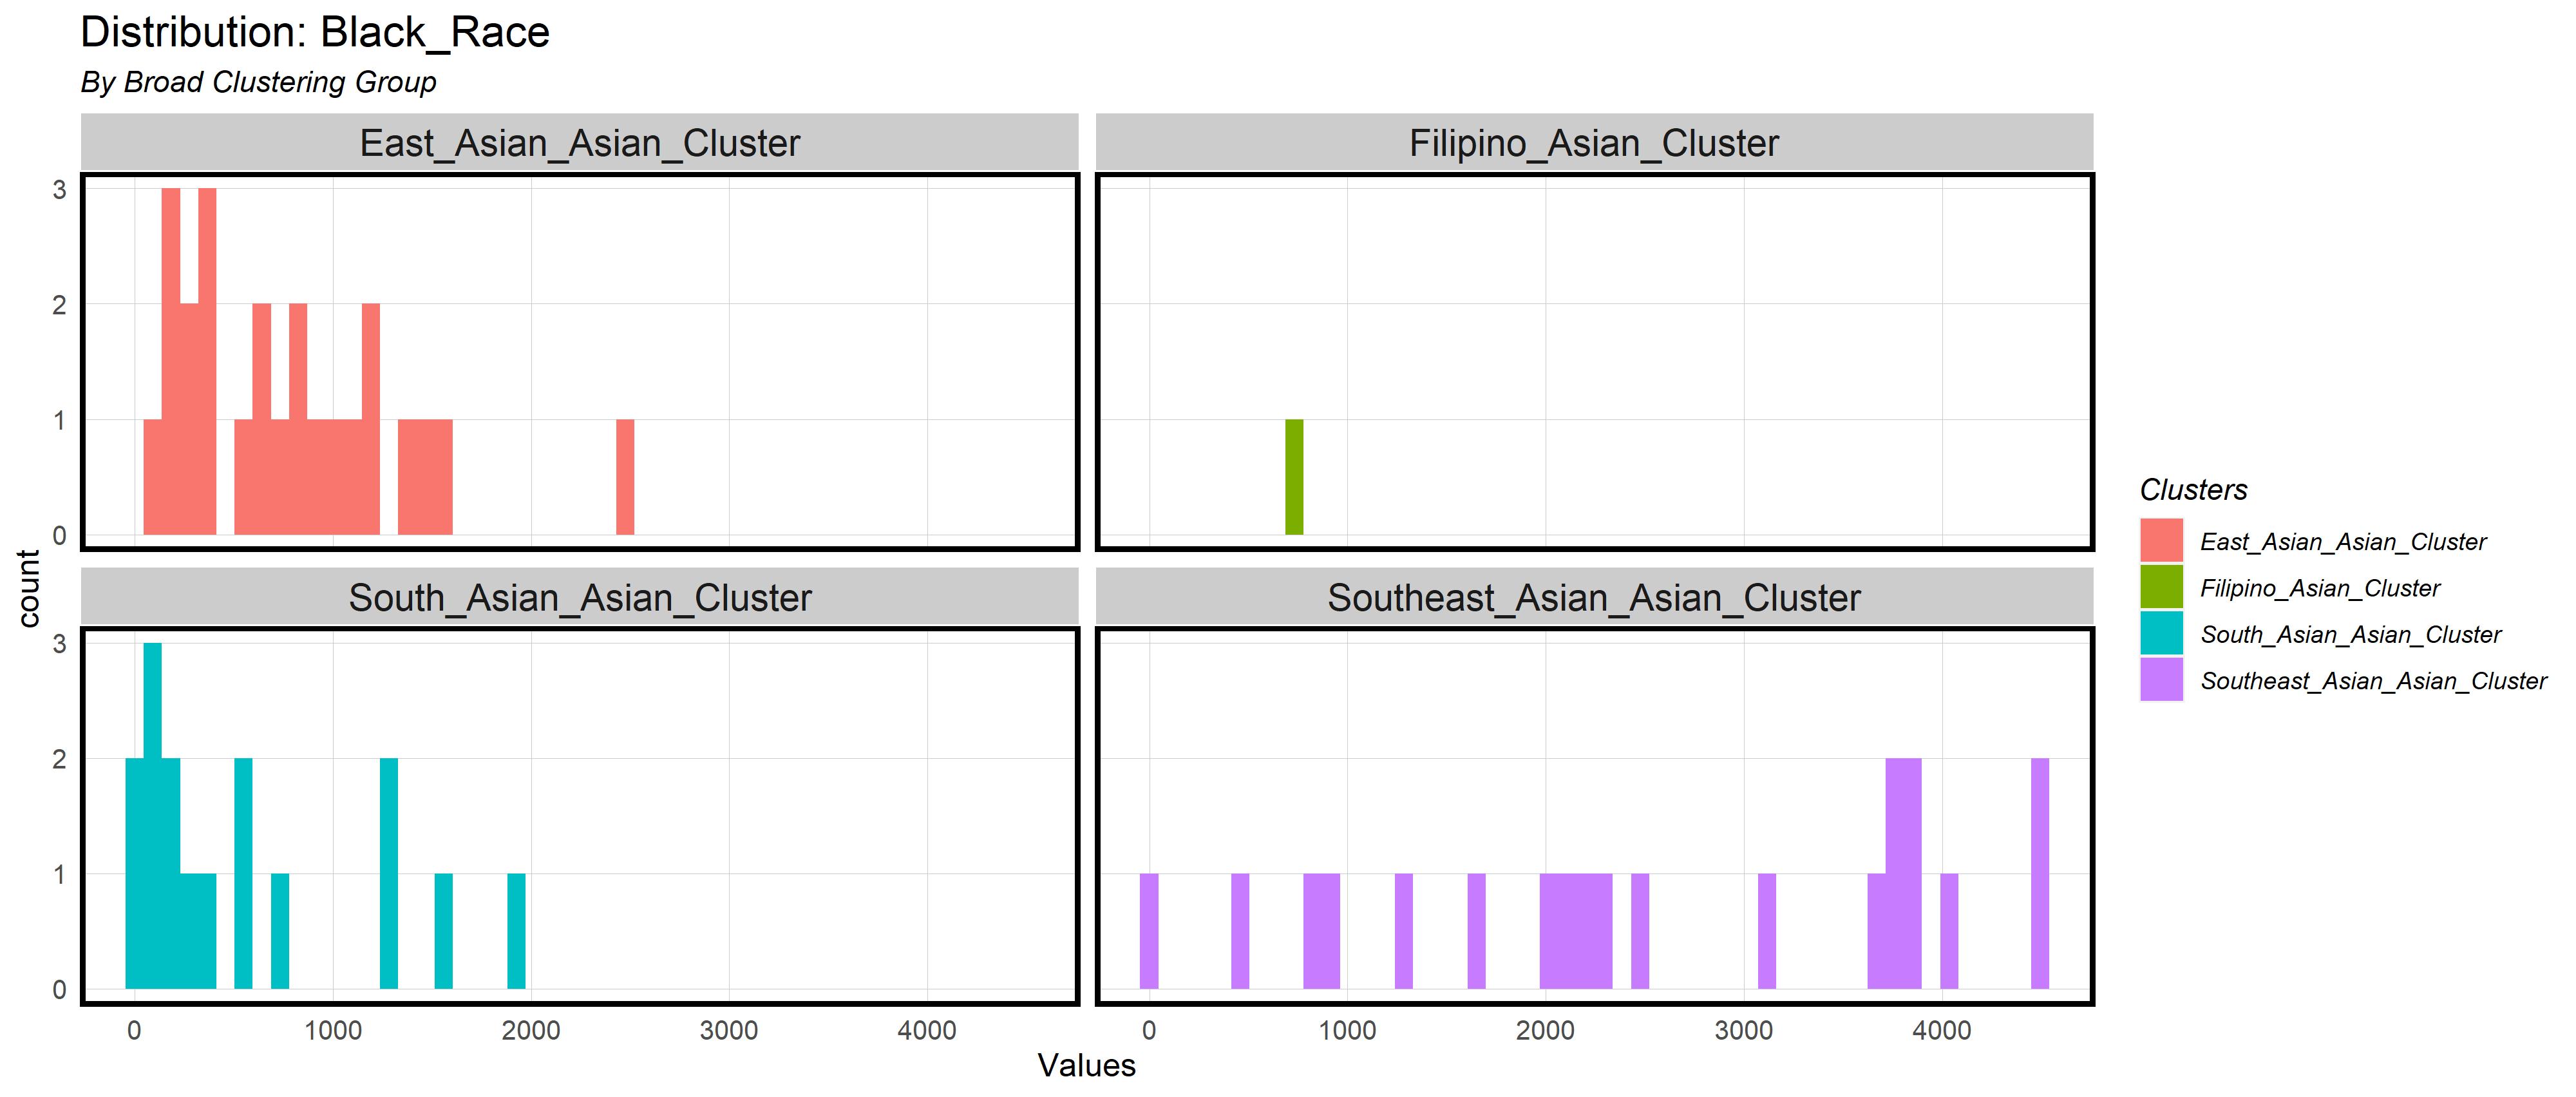 Distribution: Black_Race
By Broad Clustering Group
East_Asian_Asian_Cluster
Filipino_Asian_Cluster
3
2
1
0
South_Asian_Asian_Cluster
Southeast_Asian_Asian_Cluster
3
2
1
0
0 1000 2000 3000 4000
0 1000 2000 3000 4000
Values
count
Clusters
East_Asian_Asian_Cluster
Filipino_Asian_Cluster
South_Asian_Asian_Cluster
Southeast_Asian_Asian_Cluster